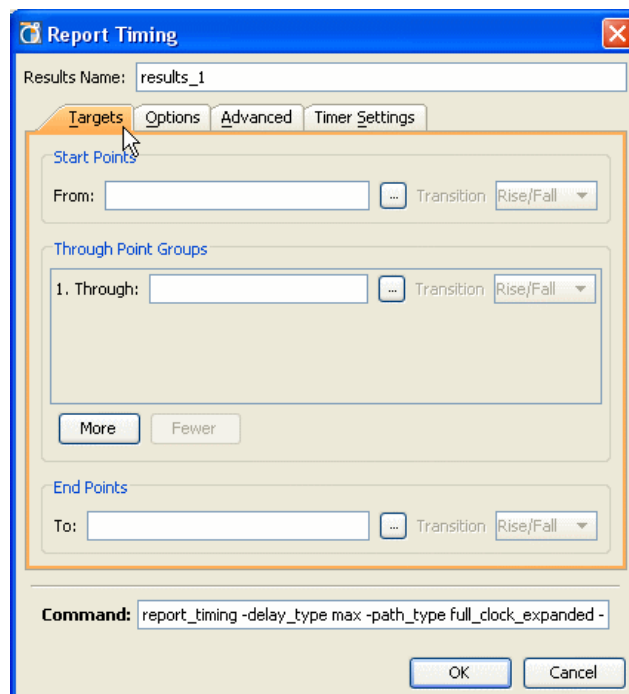 Report Timing
Results Name: results_1
Targets Options Advanced Timer Settings
Start Points
From: ... Transition Rise/Fall
Through Point Groups
1. Through: ... Transition Rise/Fall
More Fewer
End Points
To: ... Transition Rise/Fall
Command: report_timing -delay_type max -path_type full_clock_expanded -
OK Cancel